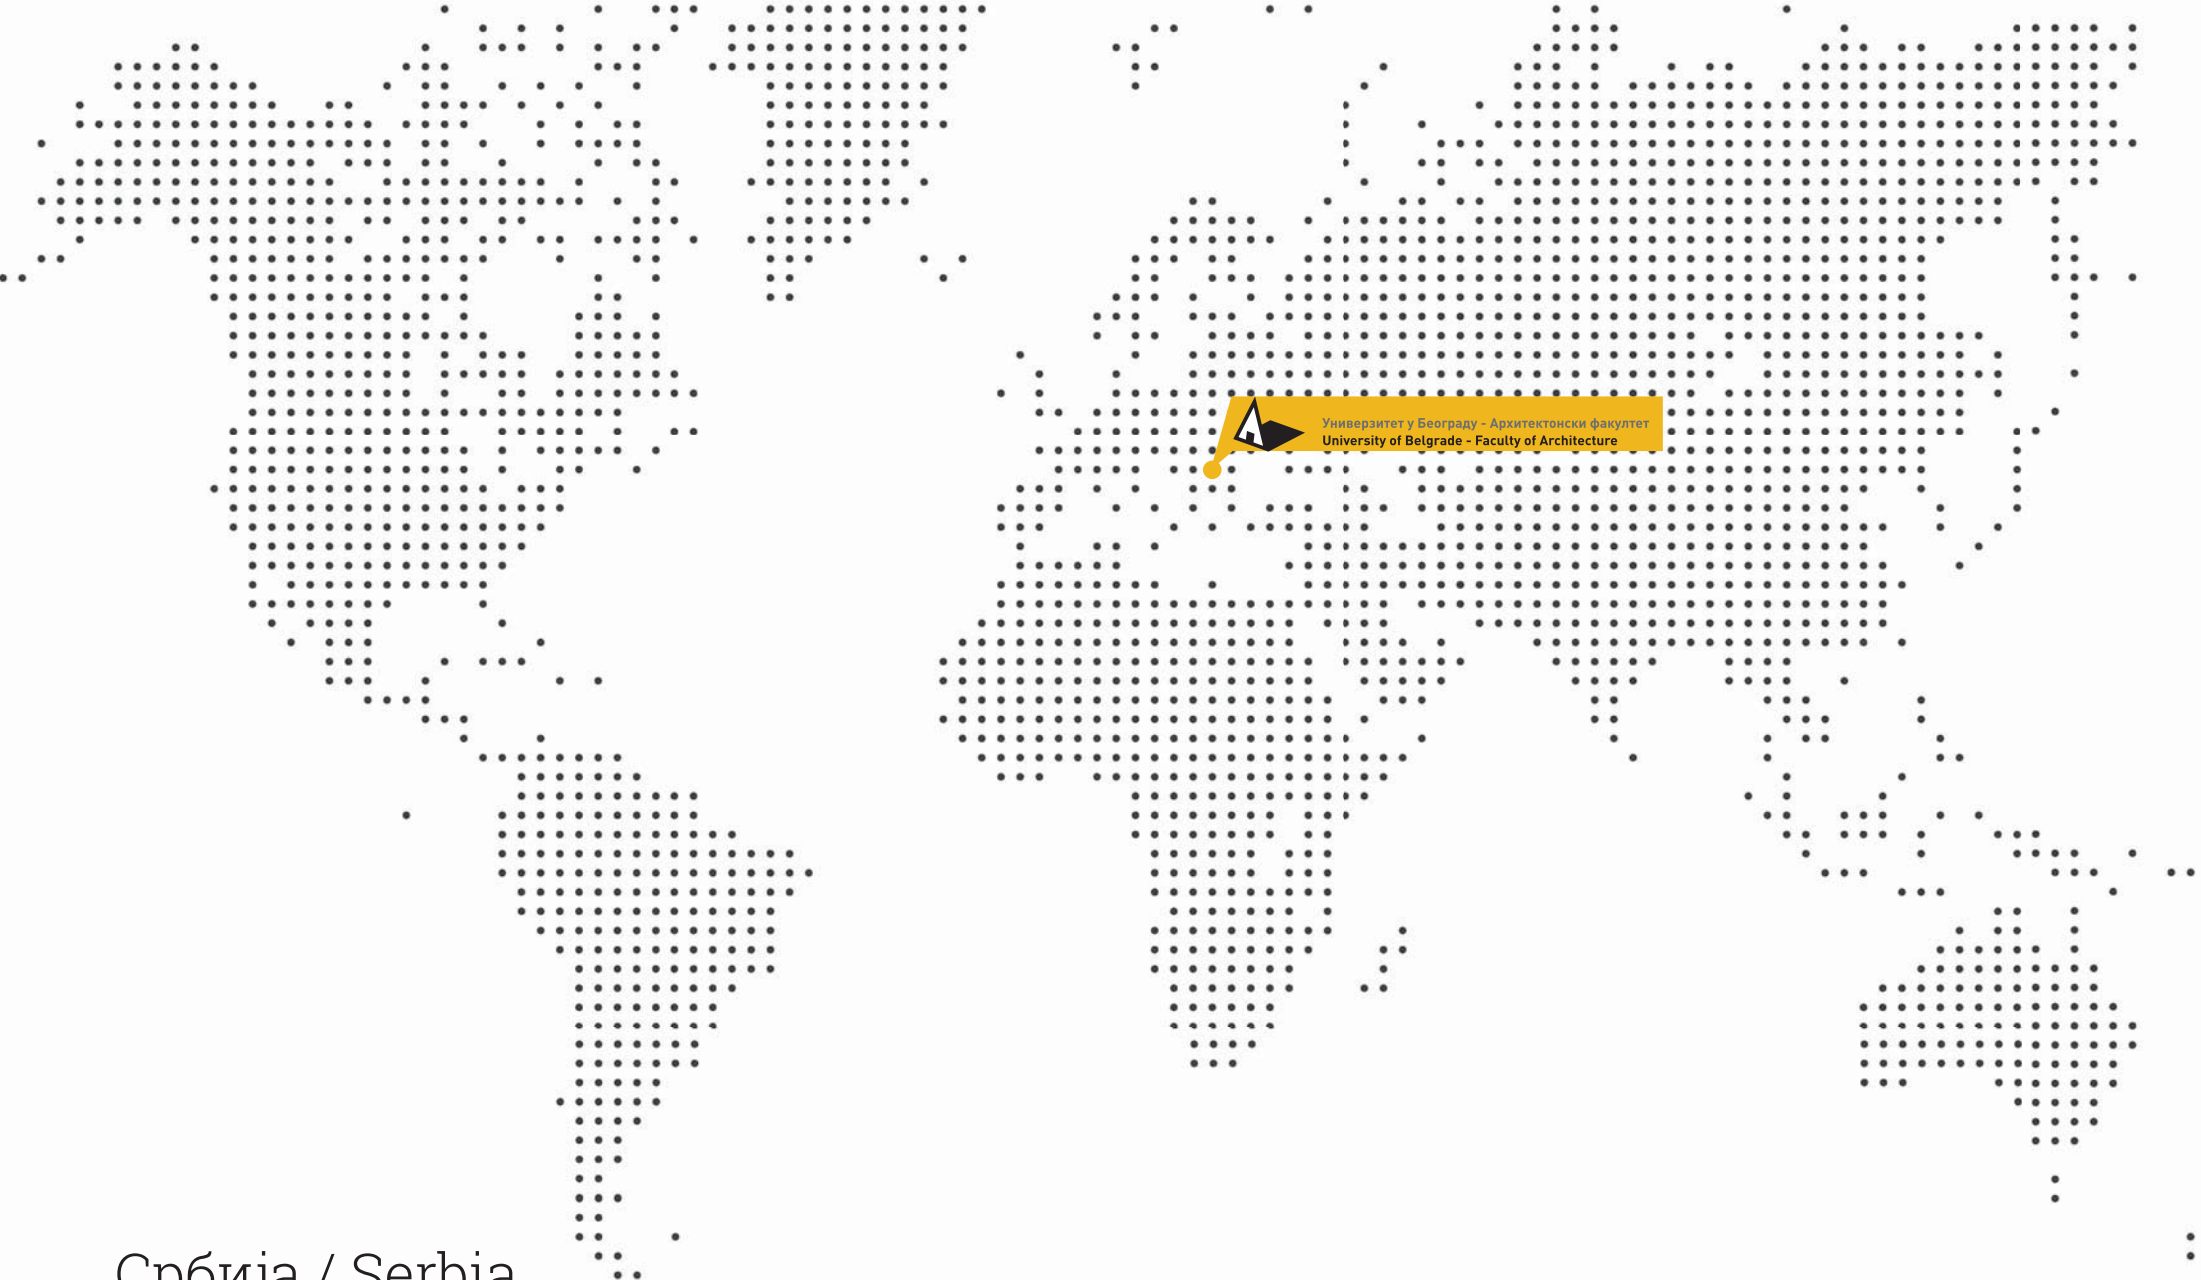 Универзитет у Београду - Архитектонски факултет
University of Belgrade - Faculty of Architecture
Србија / Serbia